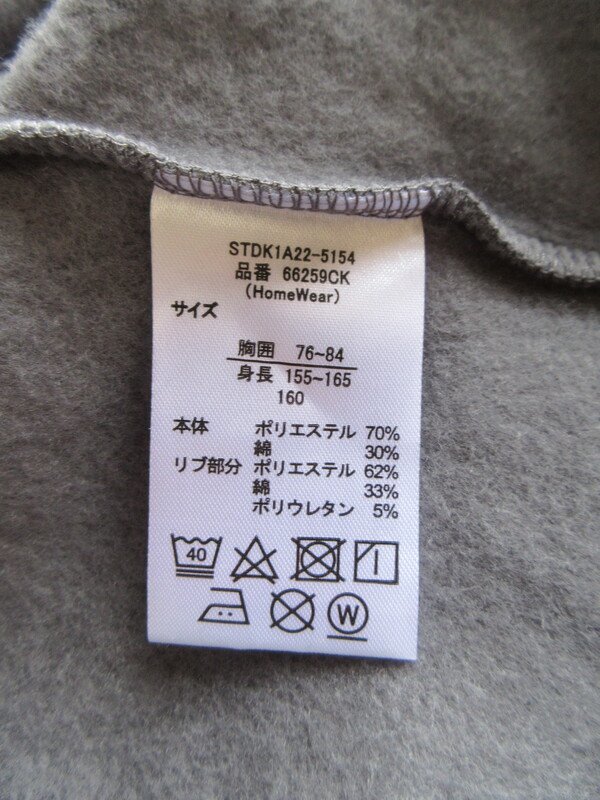 STDK1A22-5154
品番 66259CK
(HomeWear)
サイズ
胸囲 76~84
身長 155~165
160
本体 ポリエステル 70%
綿 30%
リブ部分 ポリエステル 62%
綿 33%
ポリウレタン 5%
40
W